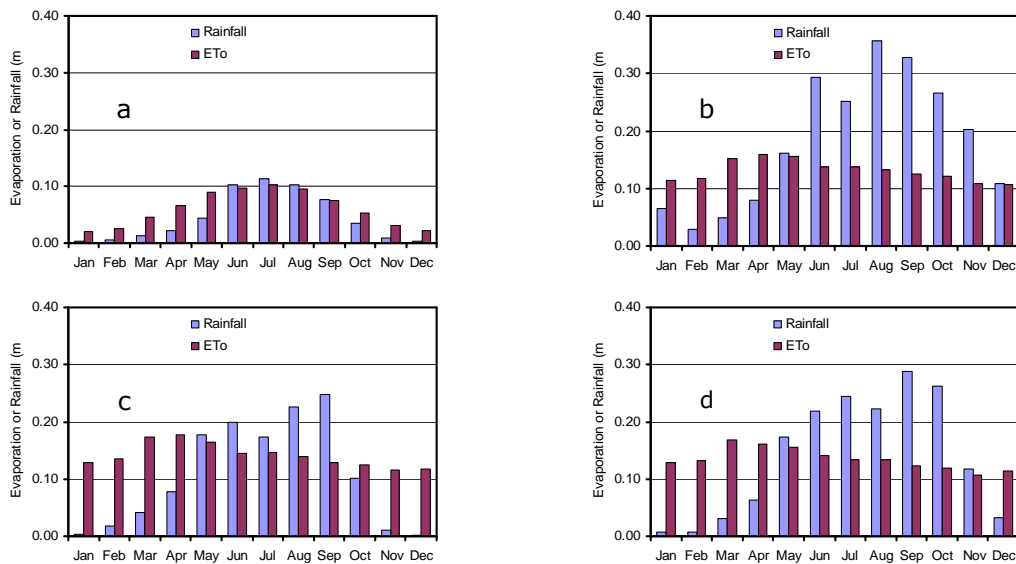 0.40
0.30
0.20
0.10
0.00
Evaporation or Rainfall (m
Rainfall
ETo
a
Jan Feb Mar Apr May Jun Jul Aug Sep Oct Nov Dec
0.40
0.30
0.20
0.10
0.00
Evaporation or Rainfall (m
Rainfall
ETo
b
Jan Feb Mar Apr May Jun Jul Aug Sep Oct Nov Dec
0.40
0.30
0.20
0.10
0.00
Evaporation or Rainfall (m
Rainfall
ETo
c
Jan Feb Mar Apr May Jun Jul Aug Sep Oct Nov Dec
0.40
0.30
0.20
0.10
0.00
Evaporation or Rainfall (m
Rainfall
ETo
d
Jan Feb Mar Apr May Jun Jul Aug Sep Oct Nov Dec